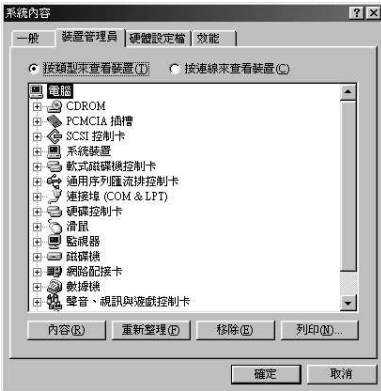 系統內容
一般 裝置管理員 硬體設定檔 效能
按類型來查看裝置(T) 按連線來查看裝置(C)
電腦
CDROM
PCMCIA 插槽
SCSI 控制卡
系統裝置
軟式磁碟機控制卡
通用序列匯流排控制卡
連接埠 (COM & LPT)
硬碟控制卡
滑鼠
監視器
磁碟機
網路配接卡
數據機
聲音、視訊與遊戲控制卡
內容(R) 重新整理(F) 移除(E) 列印(N)...
確定 取消